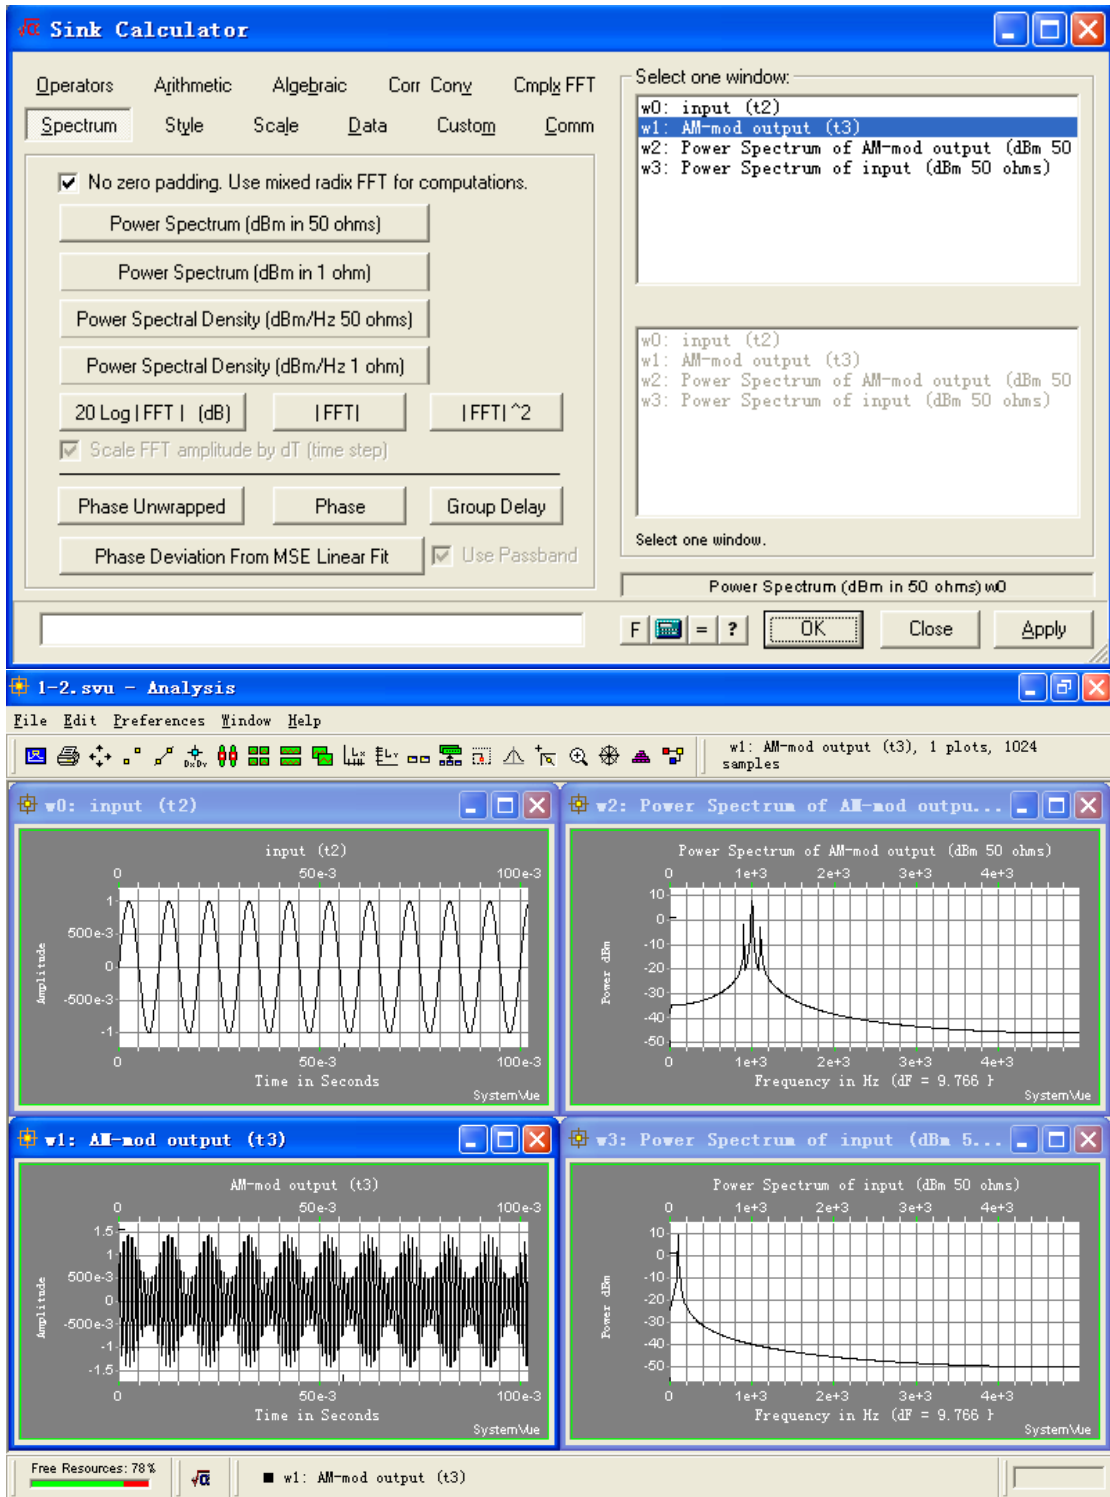 Sink Calculator
Operators Arithmetic Algebraic Corr Conv Cmplx FFT
Spectrum Style Scale Data Custom Comm
No zero padding. Use mixed radix FFT for computations.
Power Spectrum (dBm in 50 ohms)
Power Spectrum (dBm in 1 ohm)
Power Spectral Density (dBm/Hz 50 ohms)
Power Spectral Density (dBm/Hz 1 ohm)
20 Log | FFT | (dB) | FFT| | FFT| ^2
Scale FFT amplitude by dT (time step)
Phase Unwrapped Phase Group Delay
Phase Deviation From MSE Linear Fit Use Passband
Select one window:
w0: input (t2)
w1: AM-mod output (t3)
w2: Power Spectrum of AM-mod output (dBm 50
w3: Power Spectrum of input (dBm 50 ohms)
w0: input (t2)
w1: AM-mod output (t3)
w2: Power Spectrum of AM-mod output (dBm 50
w3: Power Spectrum of input (dBm 50 ohms)
Select one window.
Power Spectrum (dBm in 50 ohms) w0
F = ? OK Close Apply
1-2.svu - Analysis
File Edit Preferences Window Help
w1: AM-mod output (t3), 1 plots, 1024
samples
w0: input (t2)
input (t2)
0 50e-3 100e-3
1
500e-3
0
-500e-3
-1
Amplitude
0 50e-3 100e-3
Time in Seconds
SystemVue
w2: Power Spectrum of AM-mod outpu...
Power Spectrum of AM-mod output (dBm 50 ohms)
0 1e+3 2e+3 3e+3 4e+3
10
0
-10
-20
-30
-40
-50
Power dBm
0 1e+3 2e+3 3e+3 4e+3
Frequency in Hz (dF = 9.766
SystemVue
w1: AM-mod output (t3)
AM-mod output (t3)
0 50e-3 100e-3
1.5
1
500e-3
0
-500e-3
-1
-1.5
Amplitude
0 50e-3 100e-3
Time in Seconds
SystemVue
w3: Power Spectrum of input (dBm 5...
Power Spectrum of input (dBm 50 ohms)
0 1e+3 2e+3 3e+3 4e+3
10
0
-10
-20
-30
-40
-50
Power dBm
0 1e+3 2e+3 3e+3 4e+3
Frequency in Hz (dF = 9.766
SystemVue
Free Resources: 78%
w1: AM-mod output (t3)